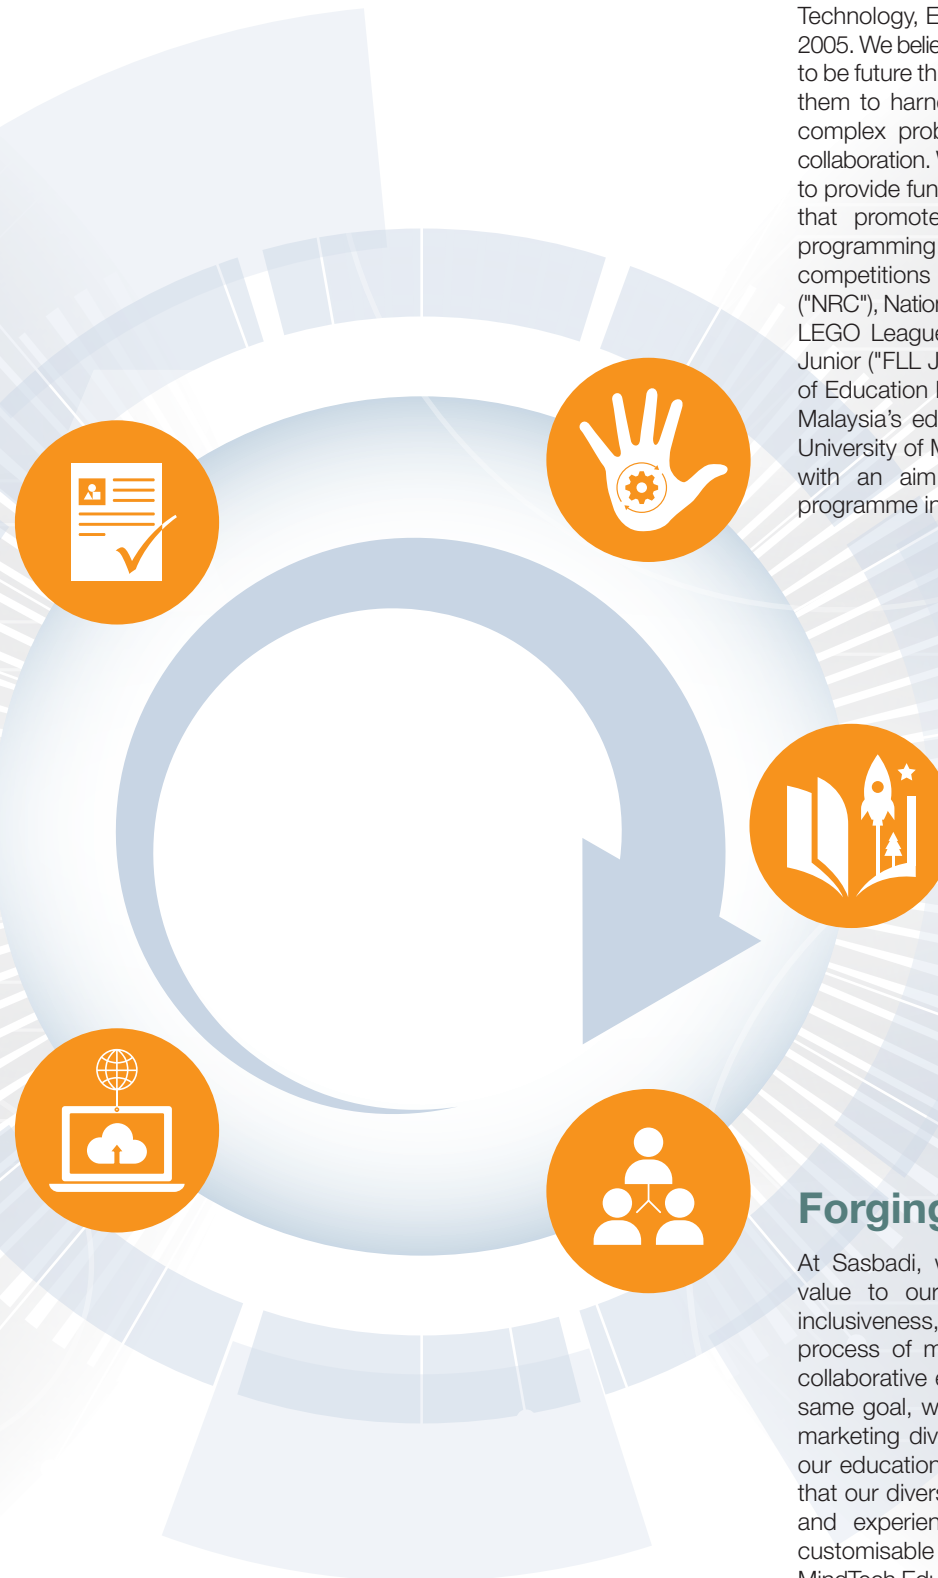 Technology, E
2005. We belie
to be future th
them to harn
complex prob
collaboration. 
to provide fun
that promote
programming
competitions
("NRC"), Nation
LEGO League
Junior ("FLL J
of Education
Malaysia's ed
University of M
with an aim
programme in
Forging
At Sasbadi, w
value to our
inclusiveness,
process of m
collaborative e
same goal, w
marketing div
our education
that our divers
and experien
customisable